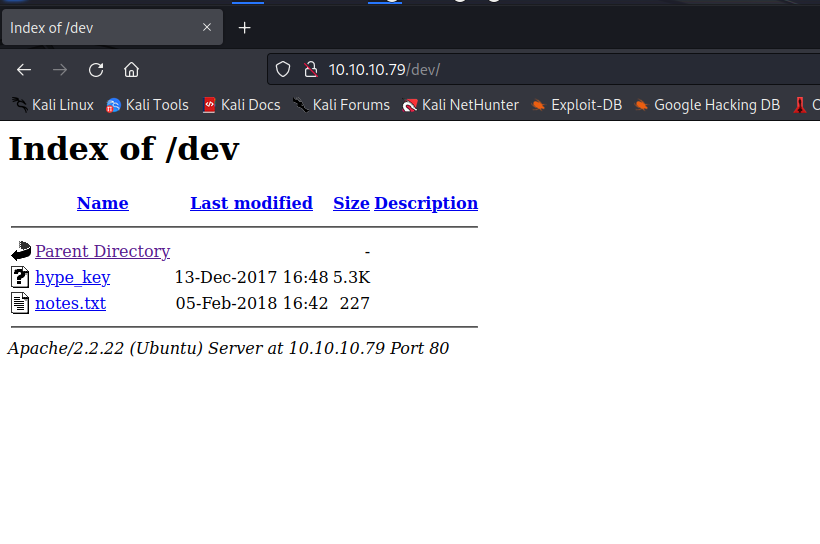 Index of /dev
10.10.10.79/dev/
Kali Linux Kali Tools Kali Docs Kali Forums Kali NetHunter Exploit-DB Google Hacking DB
Index of /dev
Name Last modified Size Description
Parent Directory -
hype_key 13-Dec-2017 16:48 5.3K
notes.txt 05-Feb-2018 16:42 227
Apache/2.2.22 (Ubuntu) Server at 10.10.10.79 Port 80